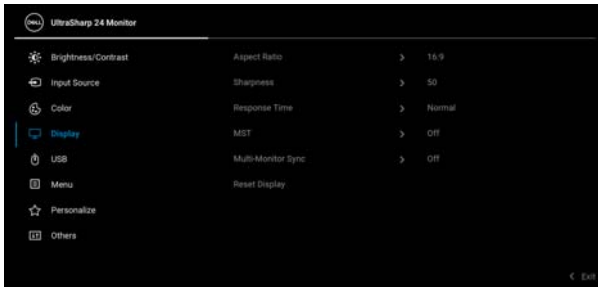 DELL UltraSharp 24 Monitor
Brightness/Contrast Aspect Ratio > 16:9
Input Source Sharpness > 50
Color Response Time > Normal
Display MST > Off
USB Multi-Monitor Sync > Off
Menu Reset Display
Personalize
Others
< Exit